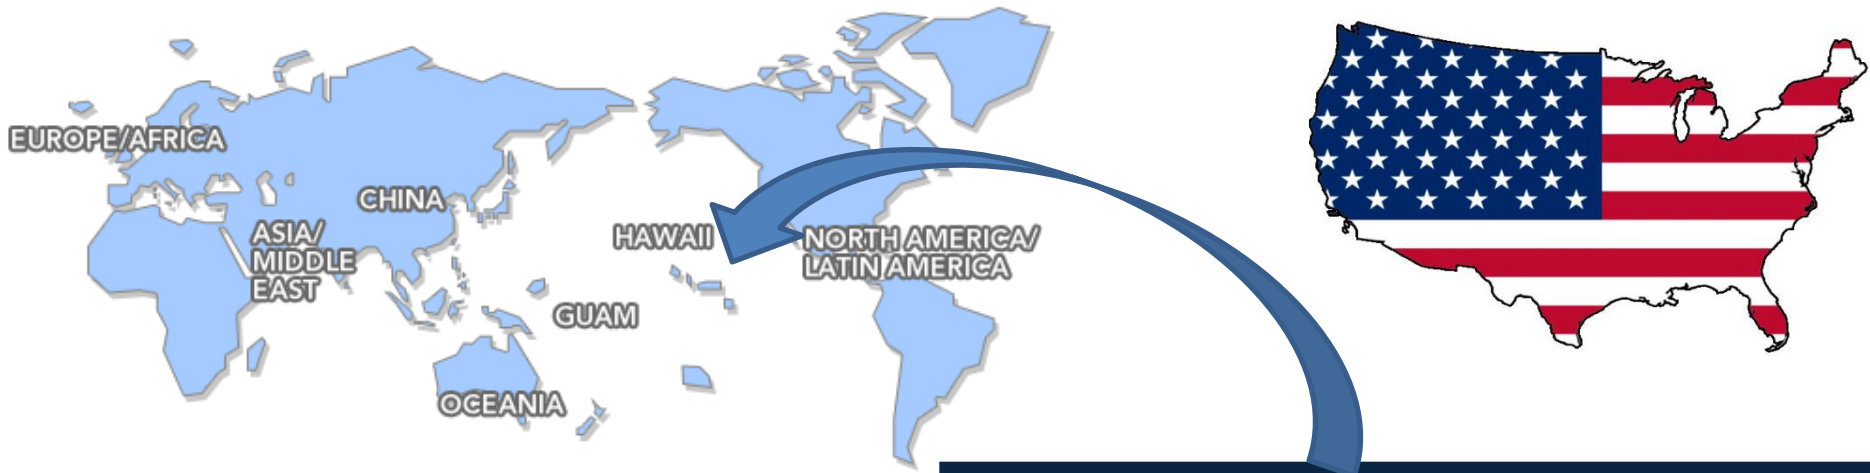 EUROPE/AFRICA
CHINA
ASIA/
MIDDLE
EAST
HAWAII
NORTH AMERICA/
LATIN AMERICA
GUAM
OCEANIA